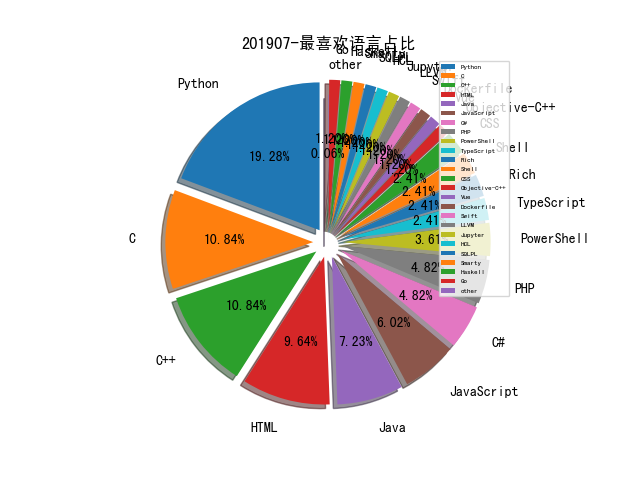 201907-最喜欢语言占比
Python
19.28%
C
10.84%
C++
10.84%
HTML
9.64%
Java
7.23%
JavaScript
6.02%
C#
4.82%
PHP
4.82%
PowerShell
3.61%
TypeScript
2.41%
Rich
2.41%
Shell
2.41%
CSS
2.41%
Objective-C++
other
0.06%
Python
C
C++
HTML
Java
JavaScript
C#
PHP
PowerShell
TypeScript
Rich
Shell
CSS
Objective-C++
Vue
Dockerfile
Swift
LLVM
Jupyter
HCL
SQLPL
Smarty
Haskell
Go
other